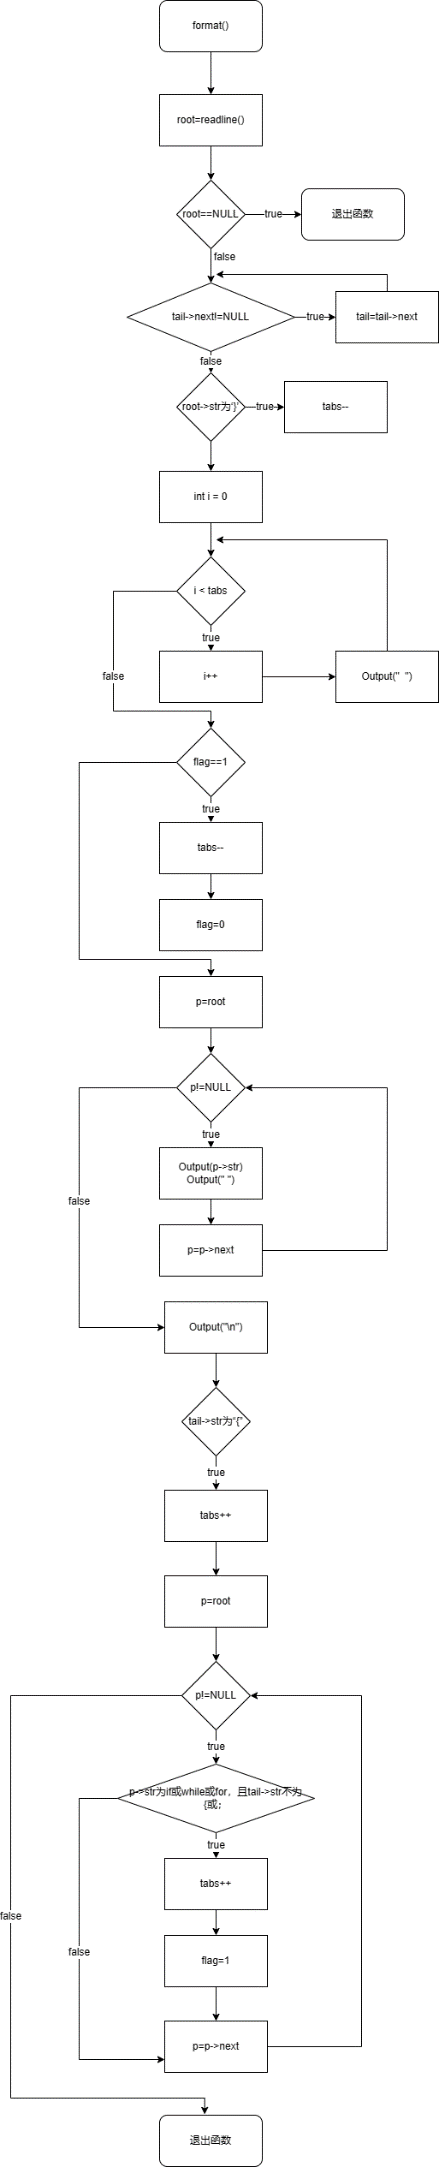 format()
root=readline()
root==NULL
true
退出函数
false
tail->next!=NULL
true
tail=tail->next
false
root->str为'}'
true
tabs--
int i = 0
i < tabs
true
false
i++
Output("  ")
flag==1
true
tabs--
flag=0
p=root
p!=NULL
true
Output(p->str)
Output(" ")
false
p=p->next
Output("\n")
tail->str为"{"
true
tabs++
p=root
p!=NULL
true
p->str为if或while或for，且tail->str不为
{或；
true
tabs++
false
false
flag=1
p=p->next
退出函数